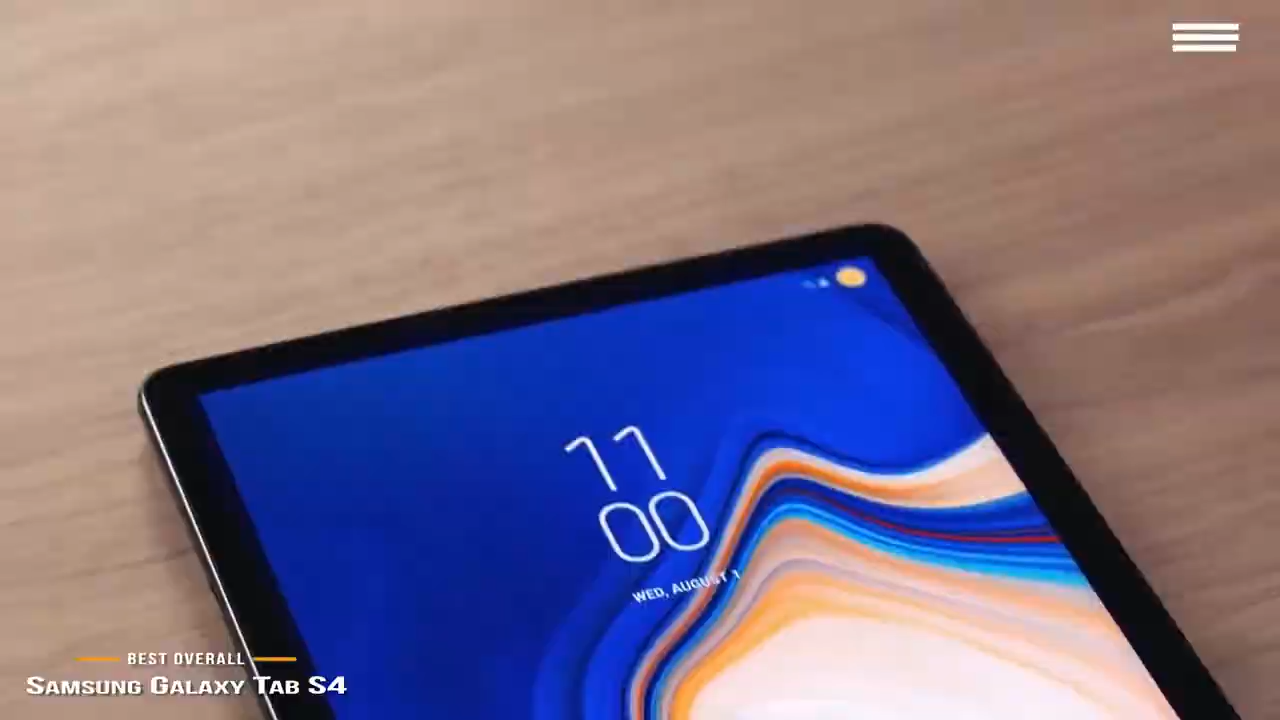 11
00
WED, AUGUST 1
BEST OVERALL
SAMSUNG GALAXY TAB S4